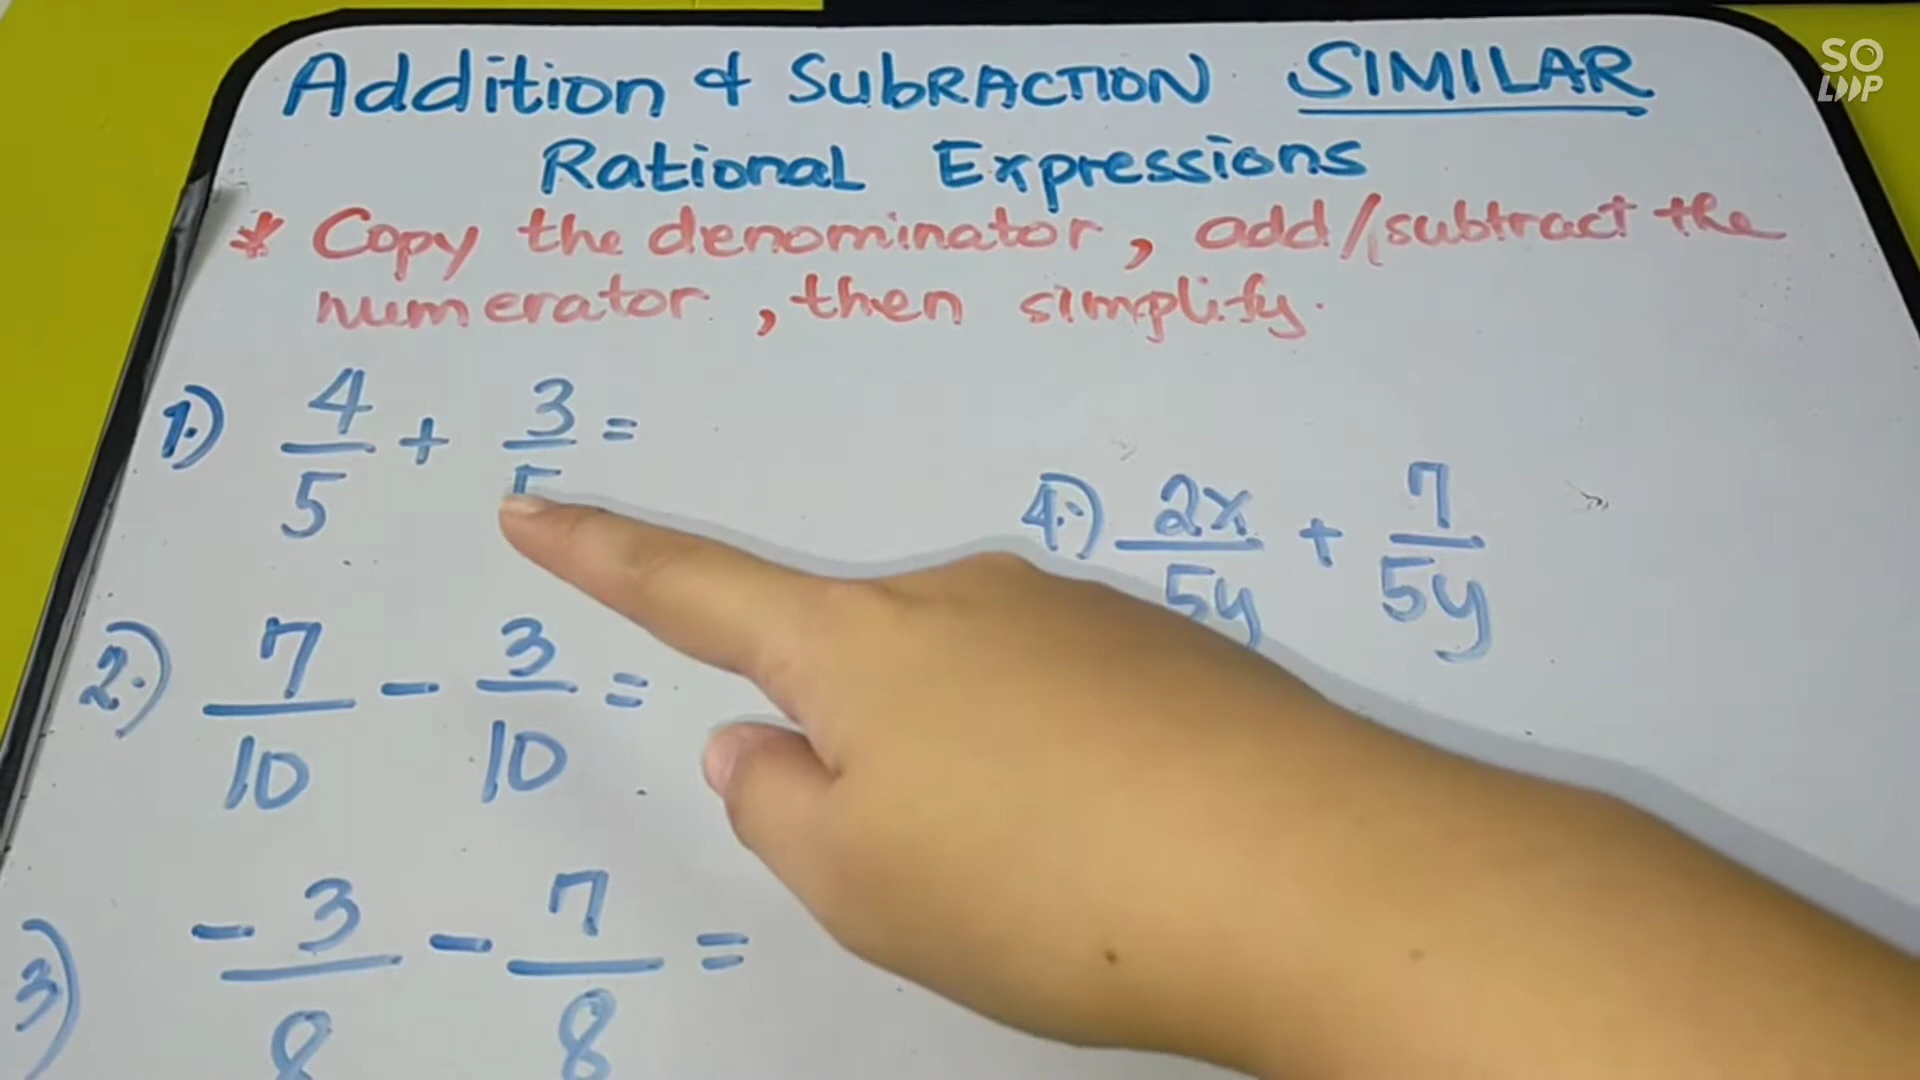 Addition & SubRACTION SIMILAR
Rational Expressions
* Copy the denominator, add/subtract the
numerator, then simplify.
1.) 4/5 + 3/5 =
2.) 7/10 - 3/10 =
3) -3/8 - 7/8 =
4.) 2x/5y + 7/5y
SO
LOOP